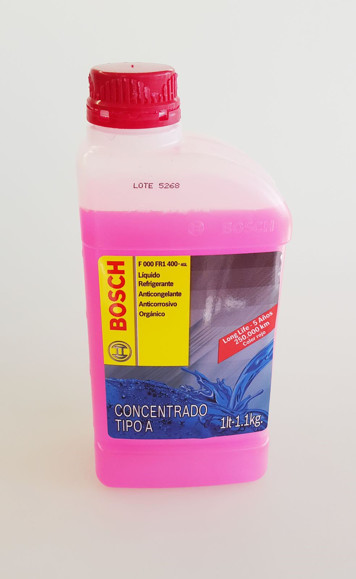 LOTE 5268
BOSCH
F 000 FR1 400-
Líquido
Refrigerante
Anticongelante
Anticorrosivo
Orgánico
Long Life - 5 Años
250.000 km
CONCENTRADO
TIPO A
1lt-1.1kg.